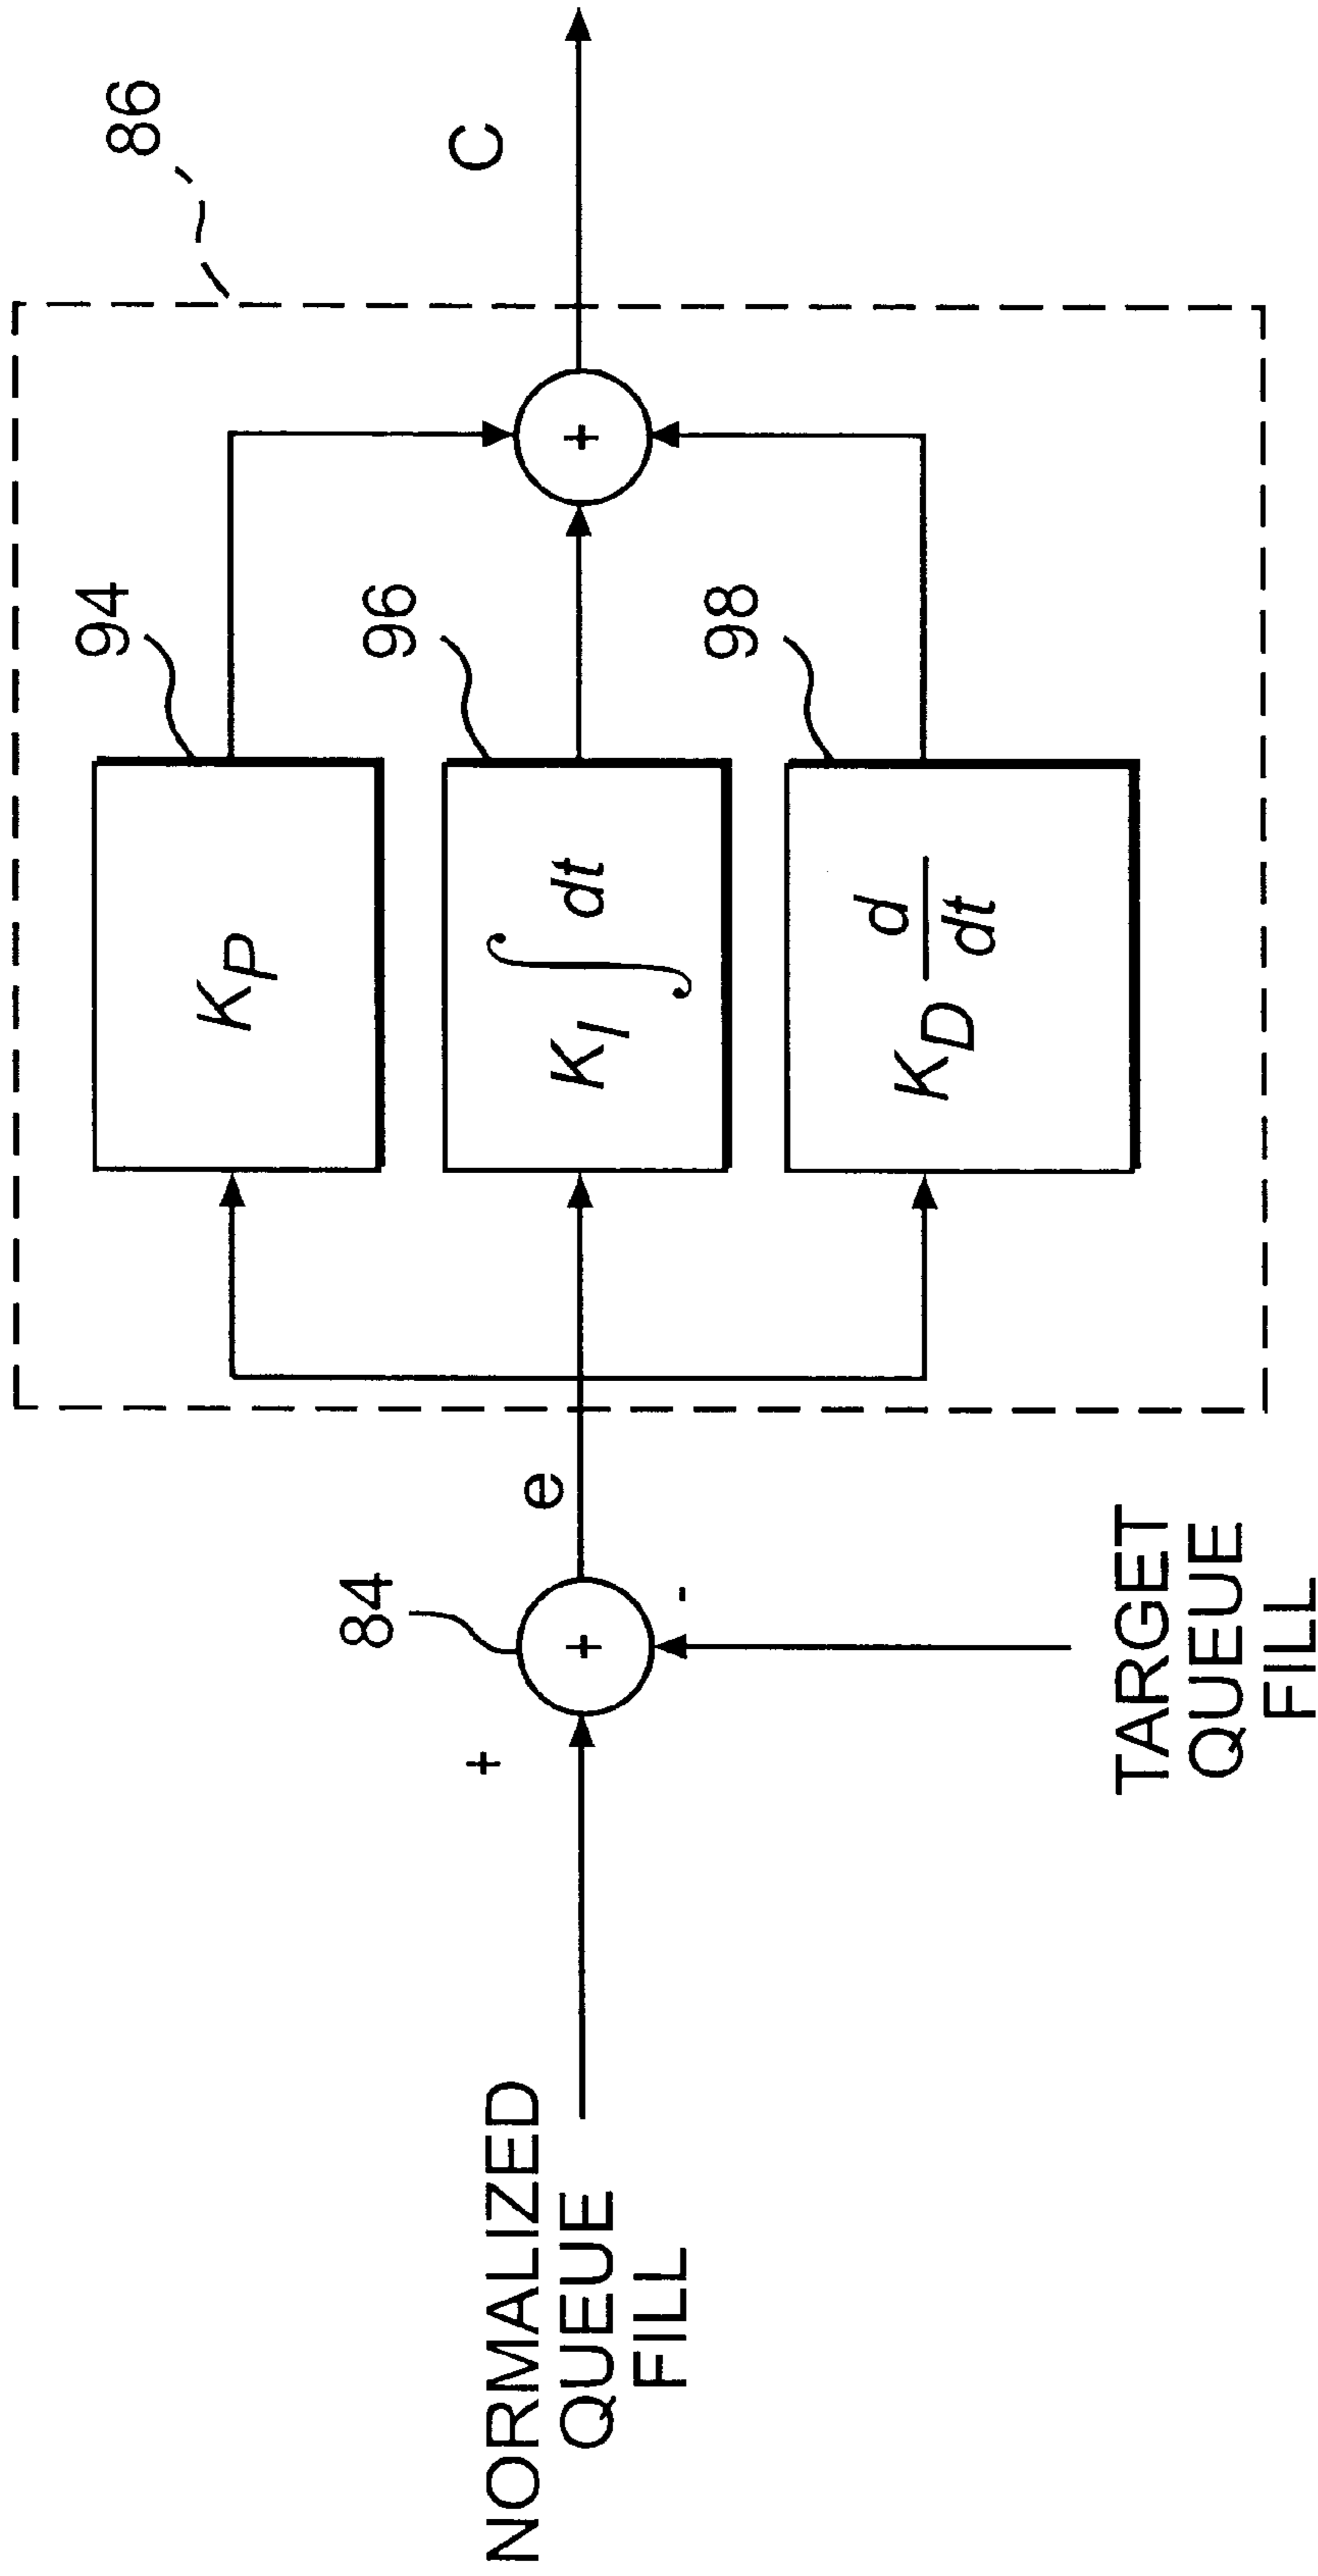 NORMALIZED
QUEUE
FILL
+
84
+
-
TARGET
QUEUE
FILL
e
86
94
K_P
96
K_I ∫ dt
98
K_D d/dt
+
C